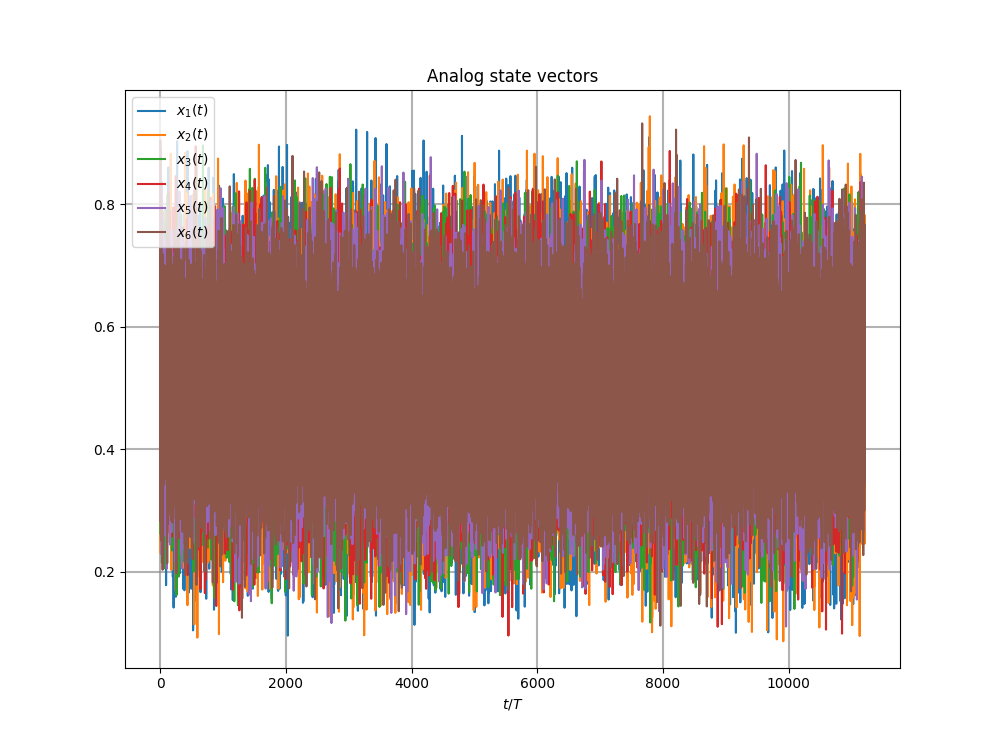 Analog state vectors
x₁(t)
x₂(t)
x₃(t)
x₄(t)
x₅(t)
x₆(t)
0.8
0.6
0.4
0.2
0 2000 4000 6000 8000 10000
t/T